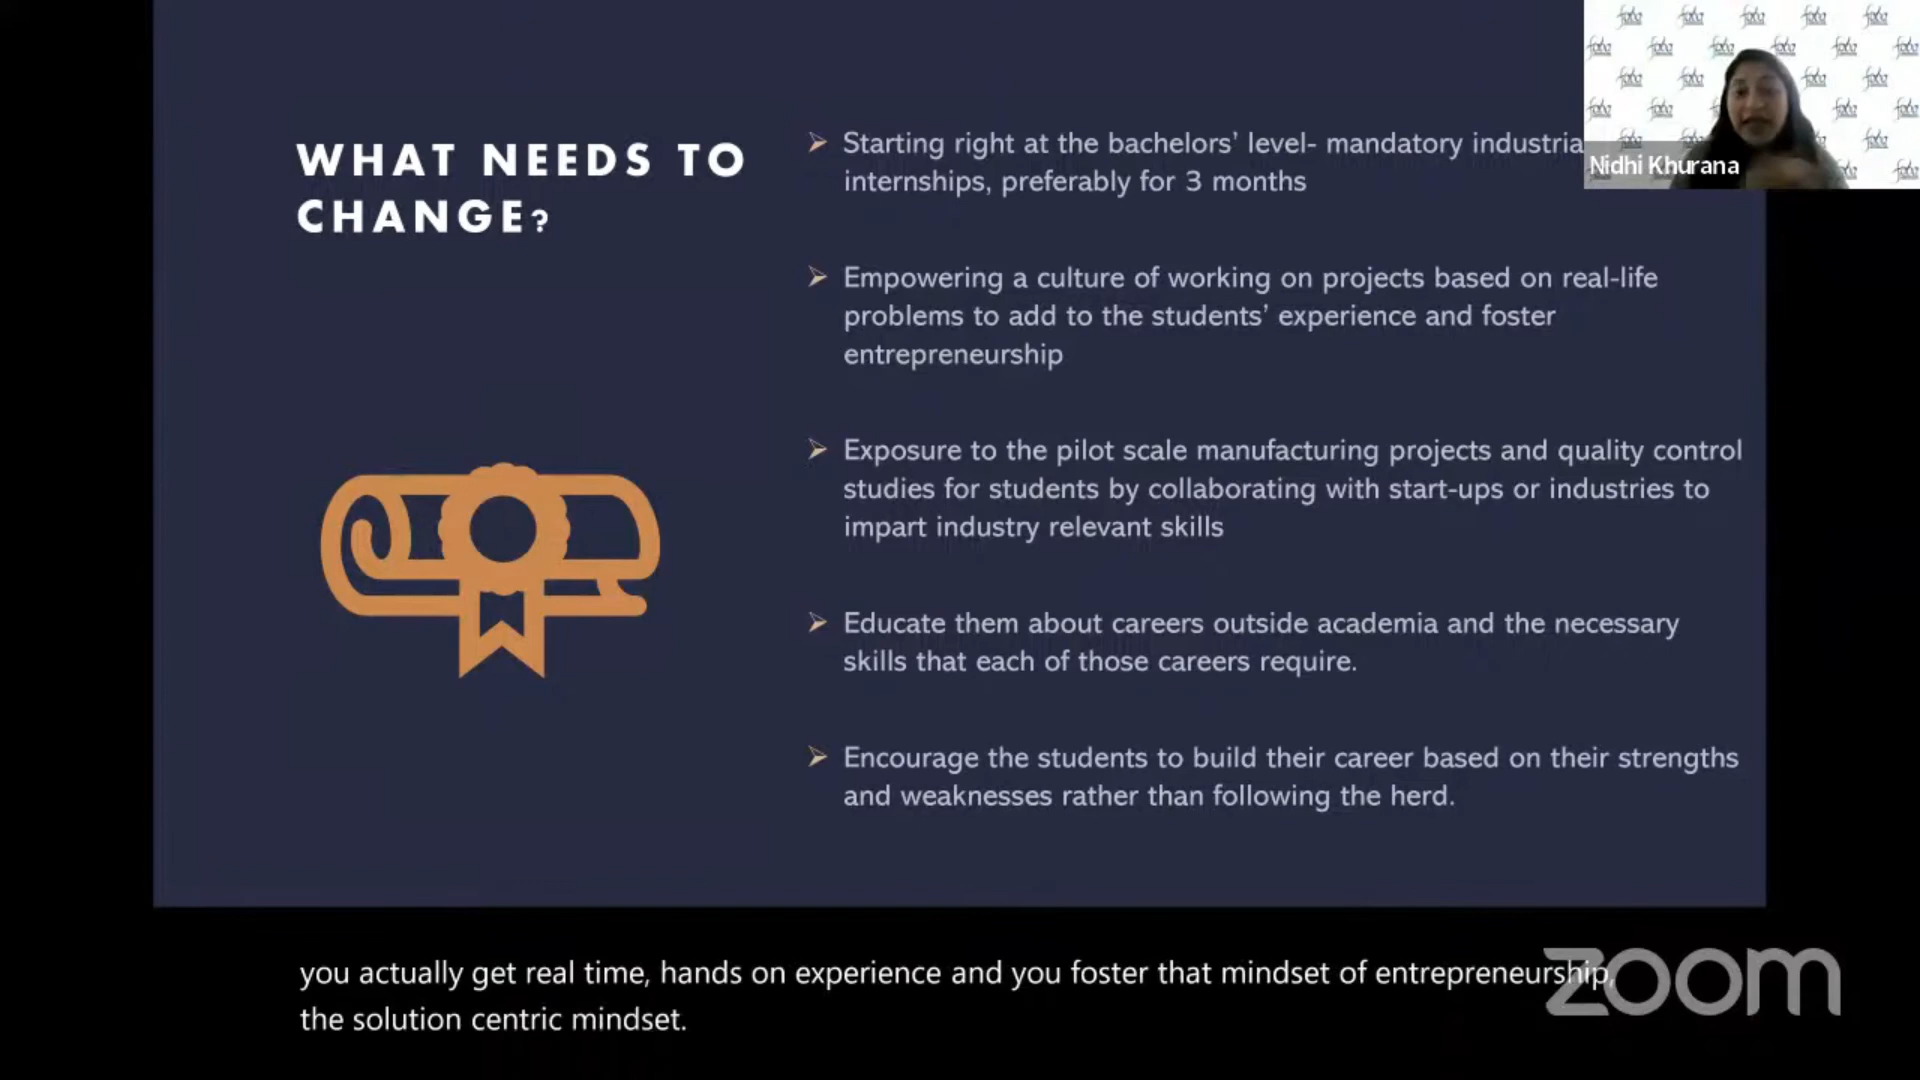 WHAT NEEDS TO
CHANGE?
➢ Starting right at the bachelors’ level- mandatory industria
internships, preferably for 3 months
➢ Empowering a culture of working on projects based on real-life
problems to add to the students’ experience and foster
entrepreneurship
➢ Exposure to the pilot scale manufacturing projects and quality control
studies for students by collaborating with start-ups or industries to
impart industry relevant skills
➢ Educate them about careers outside academia and the necessary
skills that each of those careers require.
➢ Encourage the students to build their career based on their strengths
and weaknesses rather than following the herd.
Nidhi Khurana
you actually get real time, hands on experience and you foster that mindset of entrepreneurship,
the solution centric mindset.
zoom